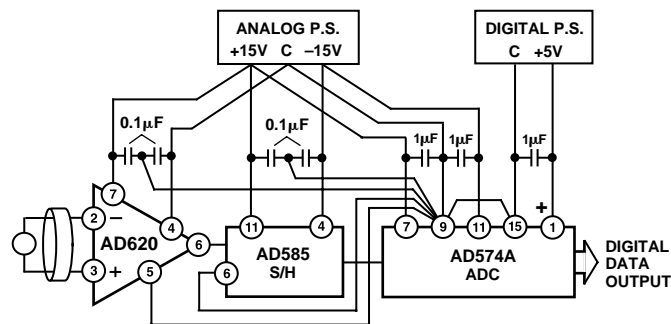 ANALOG P.S.
+15V C –15V
DIGITAL P.S.
C +5V
0.1µF
0.1µF
1µF
1µF
1µF
7
2
–
AD620
4
6
3
+
5
11
4
6
AD585
S/H
7
9
11
15
+
1
AD574A
ADC
DIGITAL
DATA
OUTPUT